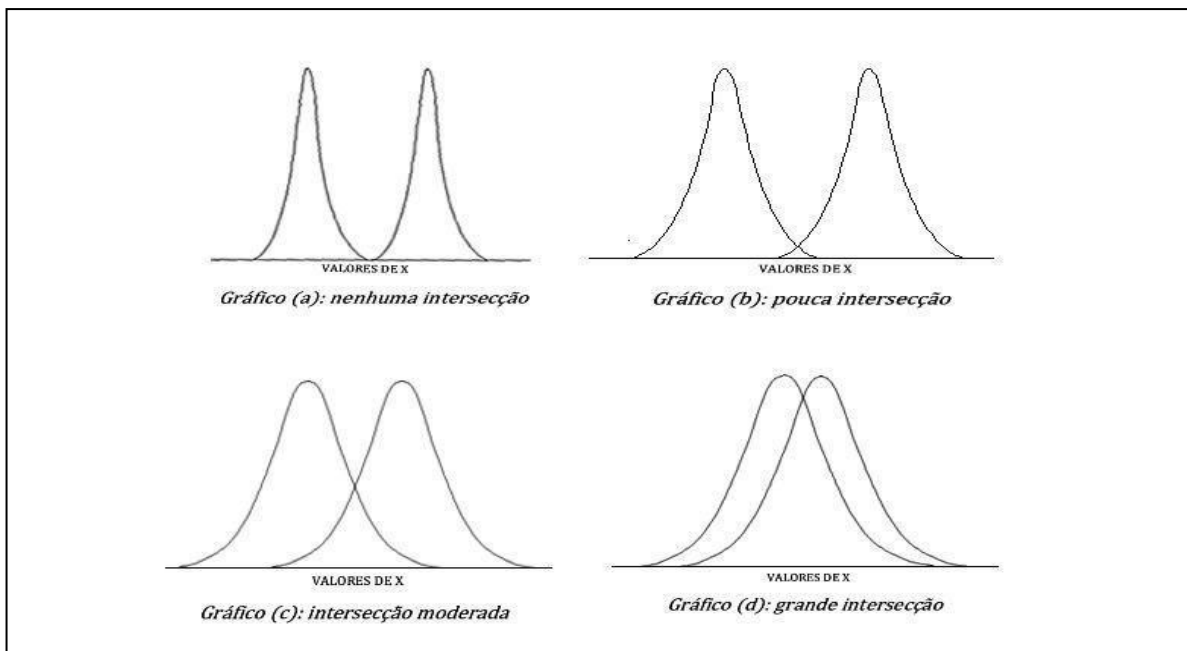 VALORES DE X
Gráfico (a): nenhuma intersecção
VALORES DE X
Gráfico (b): pouca intersecção
VALORES DE X
Gráfico (c): intersecção moderada
VALORES DE X
Gráfico (d): grande intersecção